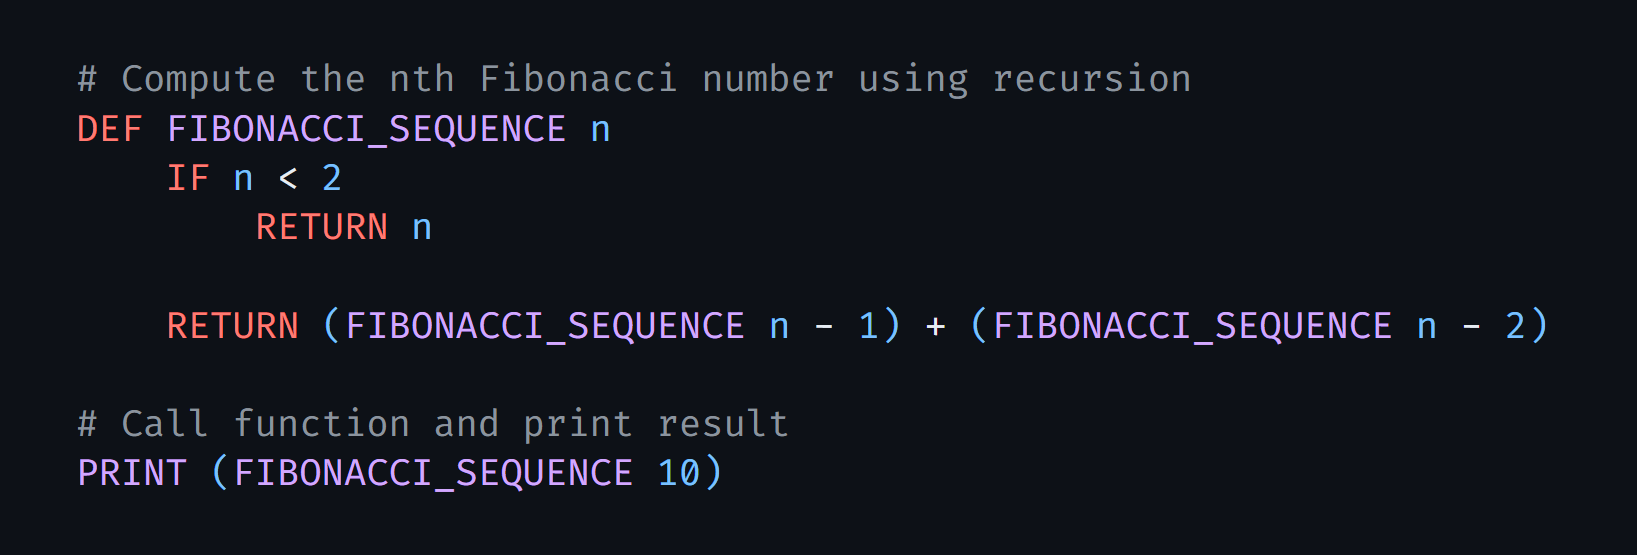 # Compute the nth Fibonacci number using recursion
DEF FIBONACCI_SEQUENCE n
    IF n < 2
        RETURN n

    RETURN (FIBONACCI_SEQUENCE n - 1) + (FIBONACCI_SEQUENCE n - 2)

# Call function and print result
PRINT (FIBONACCI_SEQUENCE 10)